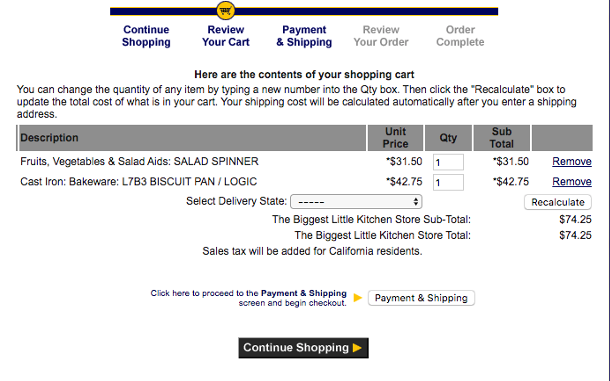 Continue Shopping
Review Your Cart
Payment & Shipping
Review Your Order
Order Complete
Here are the contents of your shopping cart
You can change the quantity of any item by typing a new number into the Qty box. Then click the "Recalculate" box to
update the total cost of what is in your cart. Your shipping cost will be calculated automatically after you enter a shipping
address.
Description Unit Price Qty Sub Total
Fruits, Vegetables & Salad Aids: SALAD SPINNER *$31.50 1 *$31.50 Remove
Cast Iron: Bakeware: L7B3 BISCUIT PAN / LOGIC *$42.75 1 *$42.75 Remove
Select Delivery State: ----- Recalculate
The Biggest Little Kitchen Store Sub-Total: $74.25
The Biggest Little Kitchen Store Total: $74.25
Sales tax will be added for California residents.
Click here to proceed to the Payment & Shipping
screen and begin checkout.
Payment & Shipping
Continue Shopping